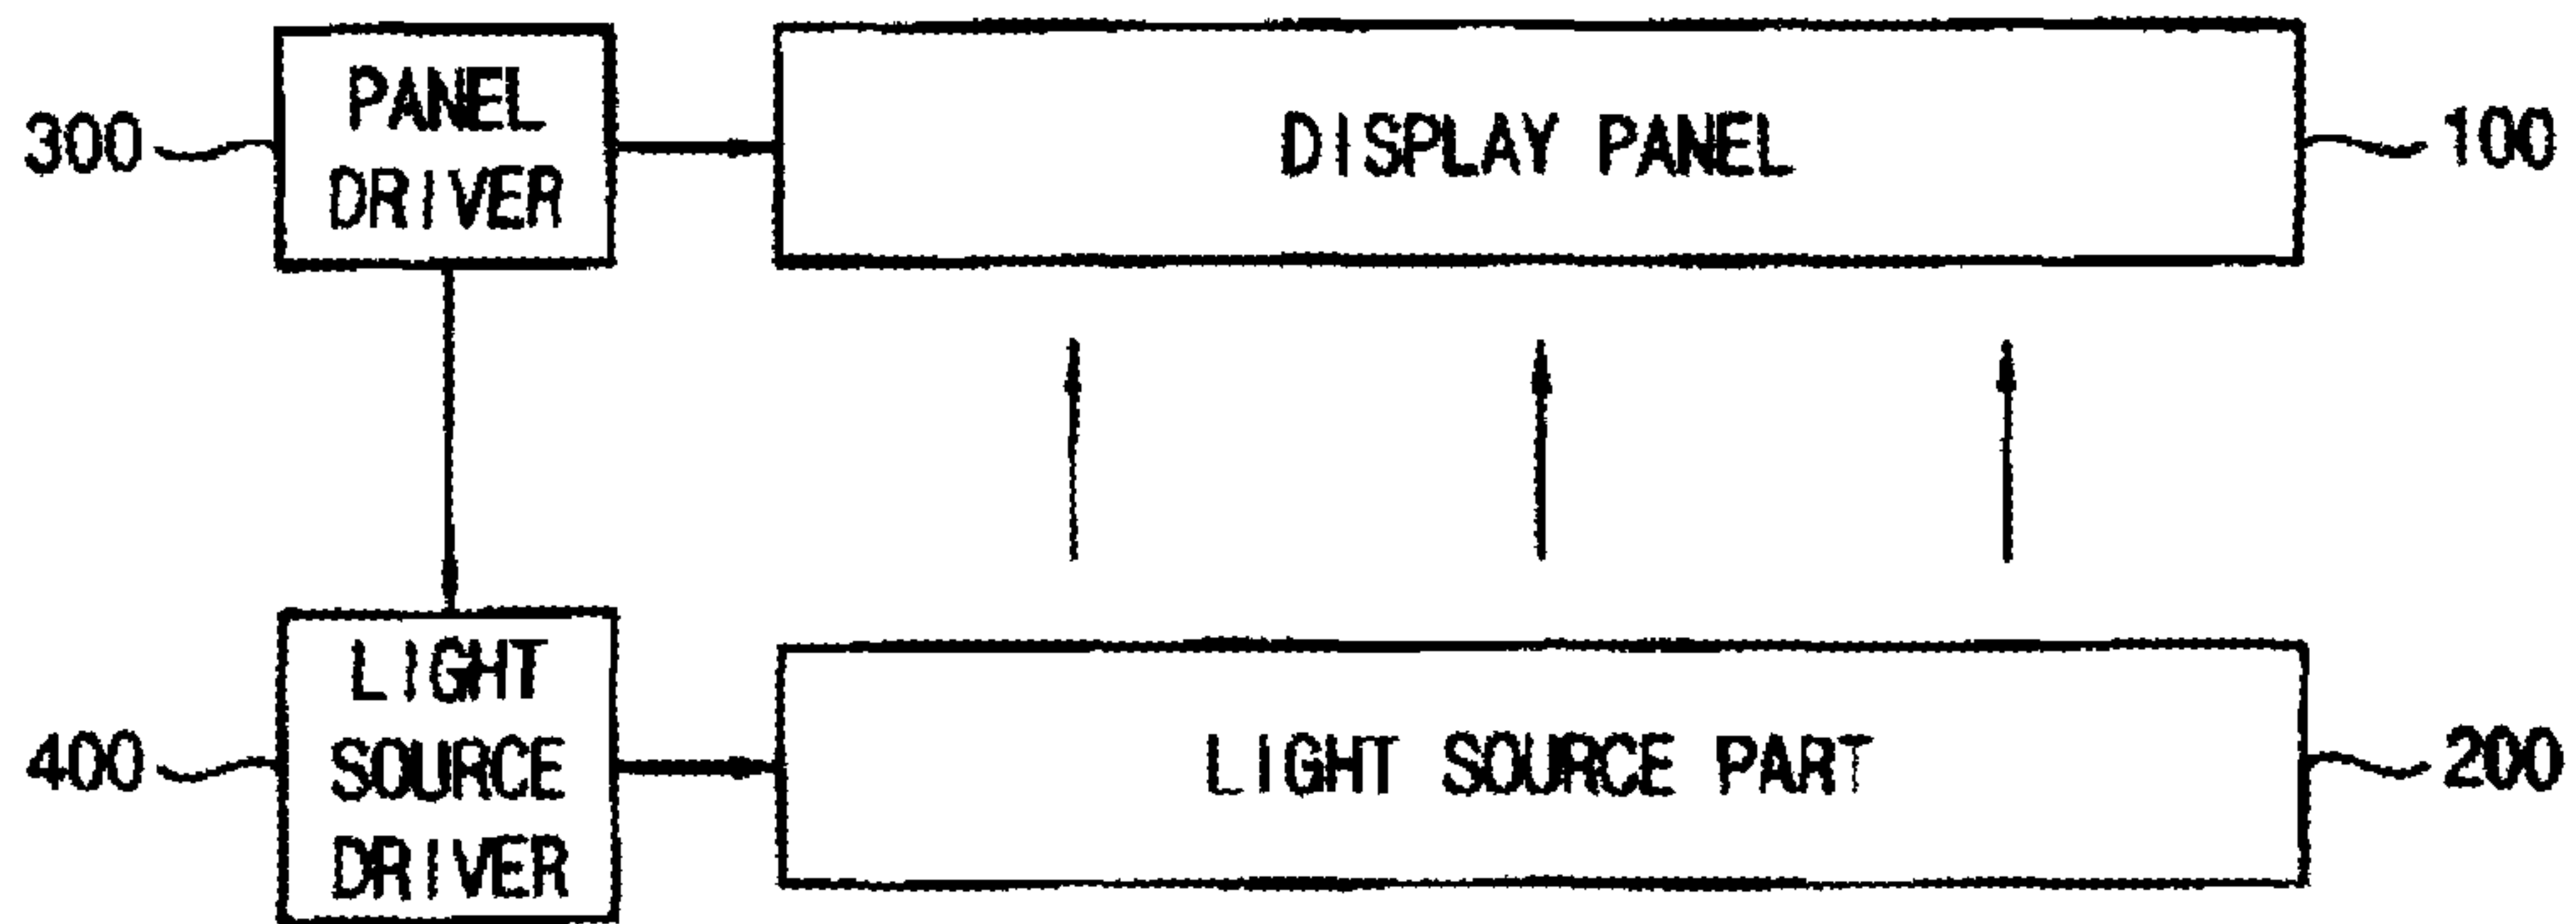 PANEL
DRIVER
300
DISPLAY PANEL
100
LIGHT
SOURCE
DRIVER
400
LIGHT SOURCE PART
200